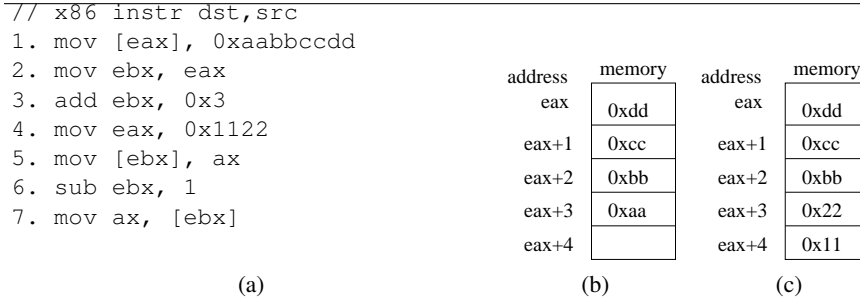 // x86 instr dst,src
1. mov [eax], 0xaabbccdd
2. mov ebx, eax
3. add ebx, 0x3
4. mov eax, 0x1122
5. mov [ebx], ax
6. sub ebx, 1
7. mov ax, [ebx]
(a)
address memory
eax 0xdd
eax+1 0xcc
eax+2 0xbb
eax+3 0xaa
eax+4
(b)
address memory
eax 0xdd
eax+1 0xcc
eax+2 0xbb
eax+3 0x22
eax+4 0x11
(c)